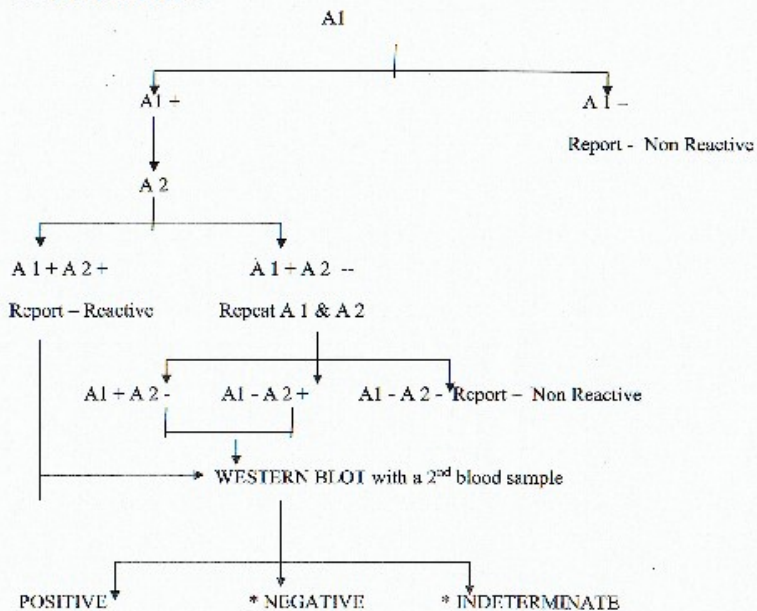 A1
A1 +
A 1 –
Report - Non Reactive
A 2
A 1 + A 2 +
A 1 + A 2 --
Report – Reactive
Repeat A 1 & A 2
A1 + A 2 -
A1 - A 2 +
A1 - A 2 - Report – Non Reactive
WESTERN BLOT with a 2nd blood sample
POSITIVE
* NEGATIVE
* INDETERMINATE